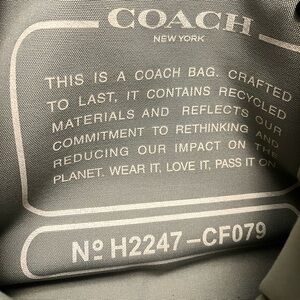 COACH
NEW YORK
THIS IS A COACH BAG. CRAFTED
TO LAST, IT CONTAINS RECYCLED
MATERIALS AND REFLECTS OUR
COMMITMENT TO RETHINKING AND
REDUCING OUR IMPACT ON THE
PLANET. WEAR IT, LOVE IT, PASS IT ON
Nº H2247-CF079